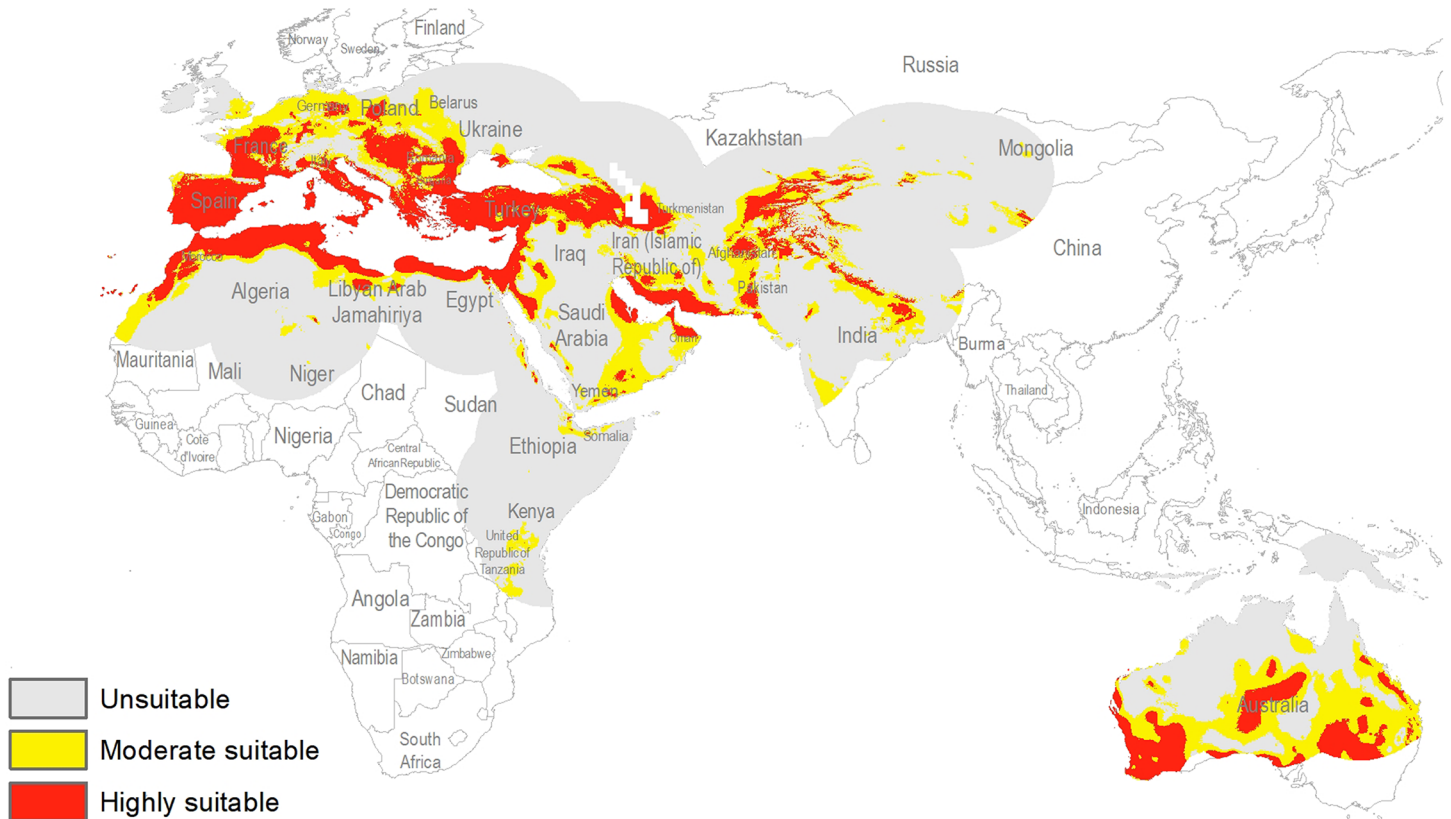 Finland
Norway
Sweden
Russia
Germany
Poland
Belarus
Ukraine
Kazakhstan
Mongolia
France
Italy
Romania
Spain
Turkey
Turkmenistan
China
Morocco
Iraq
Iran (Islamic
Republic of)
Afghanistan
Algeria
Libyan Arab
Jamahiriya
Egypt
Pakistan
Saudi
Arabia
Oman
India
Burma
Mauritania
Mali
Niger
Chad
Sudan
Yemen
Thailand
Guinea
Cote
d'Ivoire
Nigeria
Central
African Republic
Ethiopia
Somalia
Democratic
Republic of
the Congo
Gabon
Congo
Kenya
United
Republic of
Tanzania
Indonesia
Angola
Zambia
Namibia
Zimbabwe
Botswana
South
Africa
Australia
Unsuitable
Moderate suitable
Highly suitable